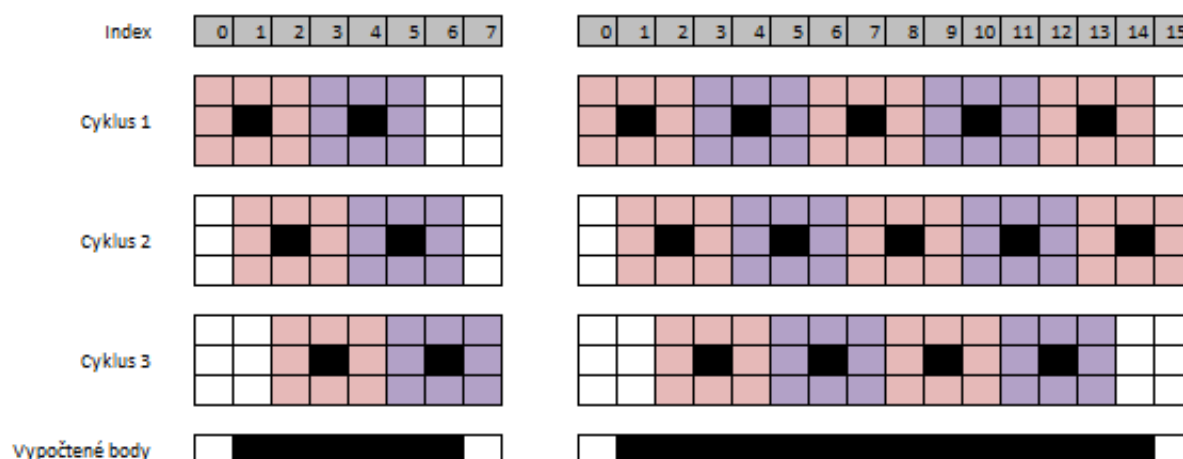 Index 0 1 2 3 4 5 6 7 0 1 2 3 4 5 6 7 8 9 10 11 12 13 14 15
Cyklus 1
Cyklus 2
Cyklus 3
Vypočtené body